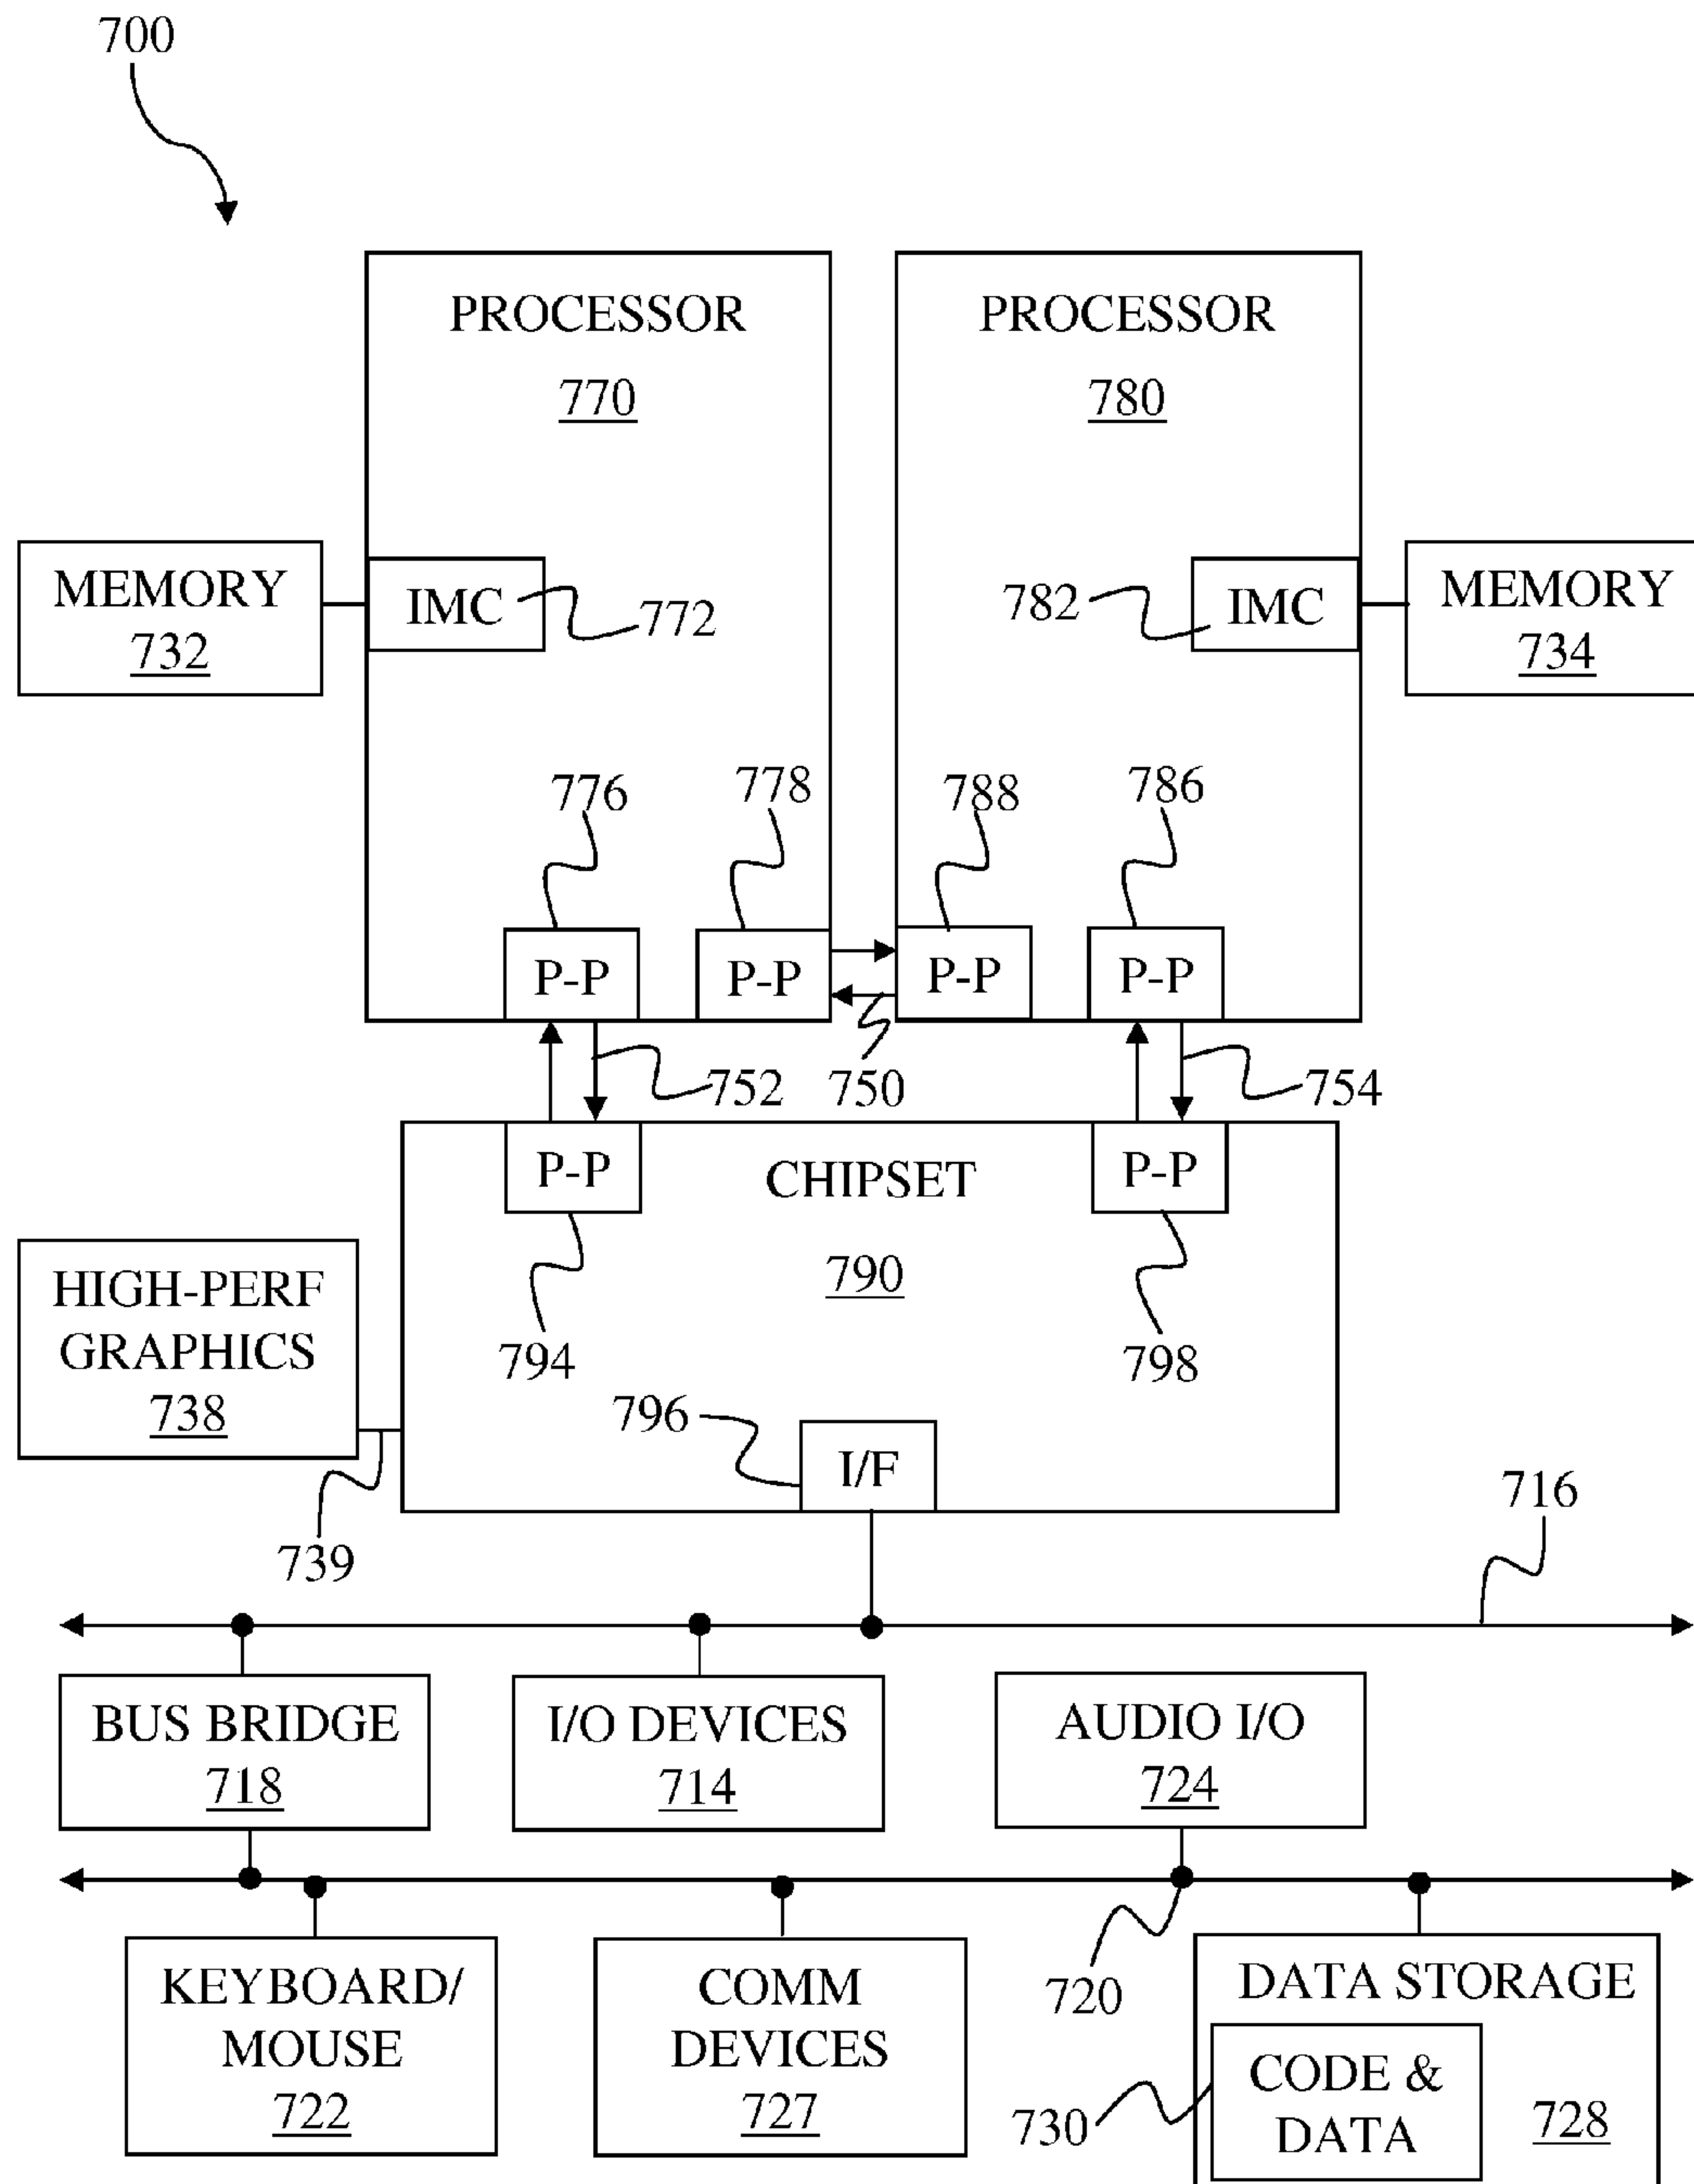 700
PROCESSOR
770
PROCESSOR
780
MEMORY
732
IMC
772
782
IMC
MEMORY
734
776
778
788
786
P-P
P-P
P-P
P-P
752
750
754
P-P
CHIPSET
P-P
790
HIGH-PERF
GRAPHICS
738
794
798
796
I/F
739
716
BUS BRIDGE
718
I/O DEVICES
714
AUDIO I/O
724
720
KEYBOARD/
MOUSE
722
COMM
DEVICES
727
DATA STORAGE
CODE &
DATA
730
728